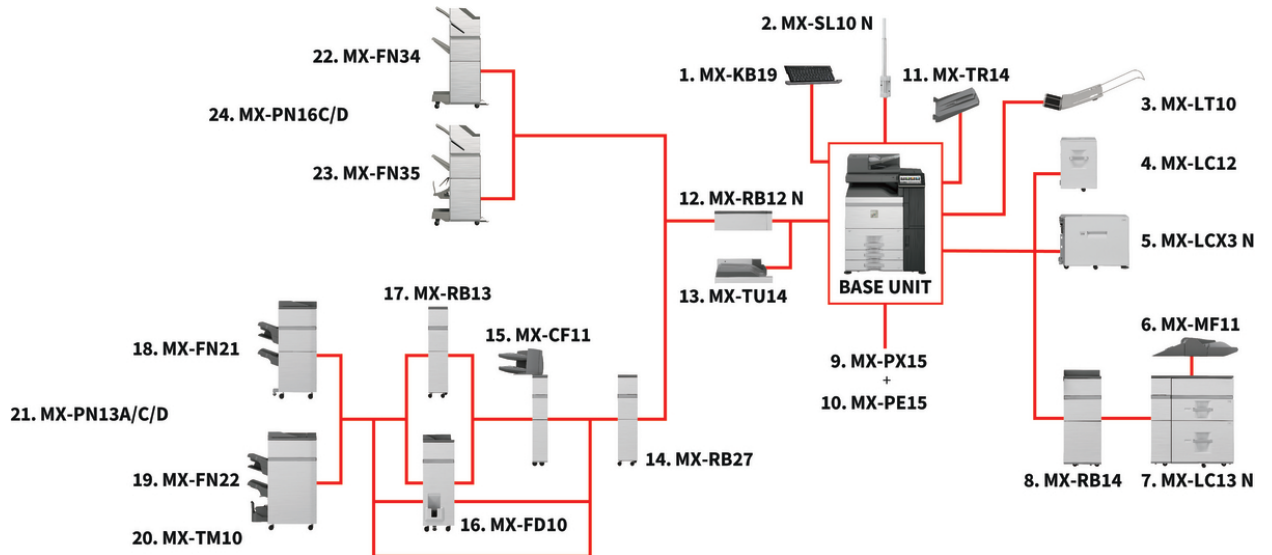 2. MX-SL10 N
22. MX-FN34
1. MX-KB19
11. MX-TR14
3. MX-LT10
24. MX-PN16C/D
4. MX-LC12
23. MX-FN35
12. MX-RB12 N
5. MX-LCX3 N
BASE UNIT
13. MX-TU14
17. MX-RB13
15. MX-CF11
6. MX-MF11
18. MX-FN21
9. MX-PX15
+
10. MX-PE15
21. MX-PN13A/C/D
14. MX-RB27
19. MX-FN22
8. MX-RB14
7. MX-LC13 N
16. MX-FD10
20. MX-TM10